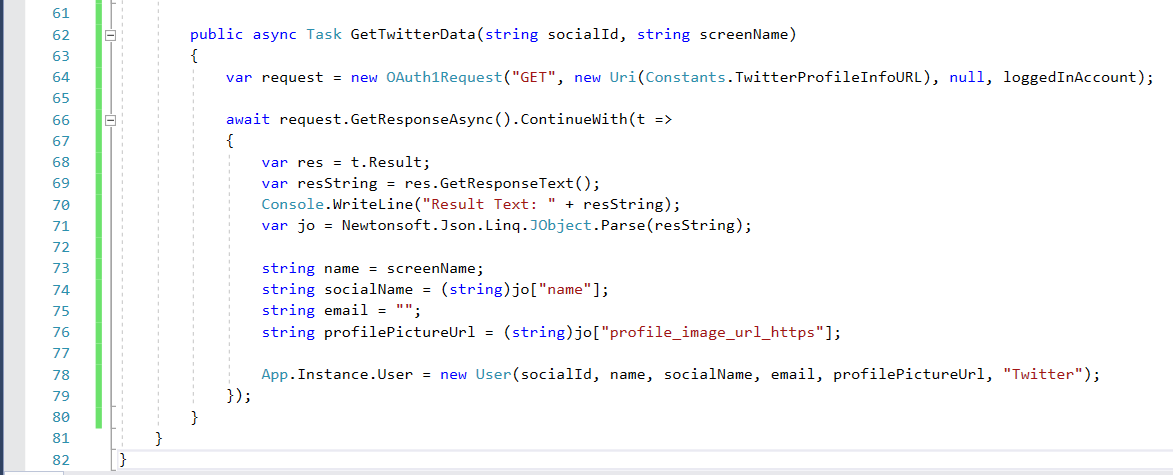 61
62 public async Task GetTwitterData(string socialId, string screenName)
63 {
64 var request = new OAuth1Request("GET", new Uri(Constants.TwitterProfileInfoURL), null, loggedInAccount);
65
66 await request.GetResponseAsync().ContinueWith(t =>
67 {
68 var res = t.Result;
69 var resString = res.GetResponseText();
70 Console.WriteLine("Result Text: " + resString);
71 var jo = Newtonsoft.Json.Linq.JObject.Parse(resString);
72
73 string name = screenName;
74 string socialName = (string)jo["name"];
75 string email = "";
76 string profilePictureUrl = (string)jo["profile_image_url_https"];
77
78 App.Instance.User = new User(socialId, name, socialName, email, profilePictureUrl, "Twitter");
79 });
80 }
81 }
82 }